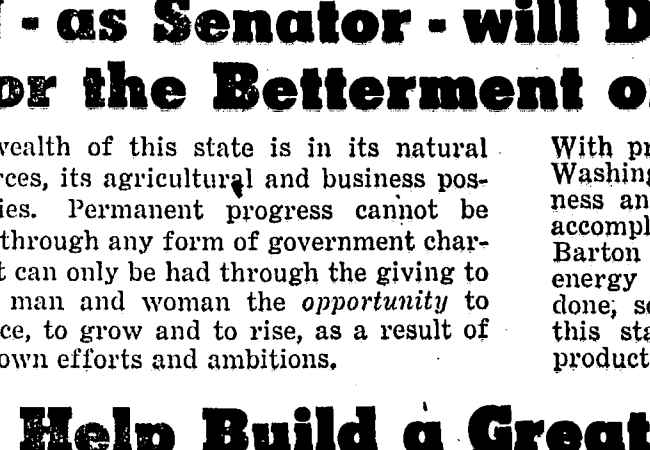 - as Senator - will D
or the Betterment o
wealth of this state is in its natural
rces, its agricultural and business pos-
ies. Permanent progress cannot be
through any form of government char-
t can only be had through the giving to
man and woman the opportunity to
ce, to grow and to rise, as a result of
own efforts and ambitions.
With pr
Washing
ness an
accompl
Barton
energy
done, so
this sta
product
Help Build a Great